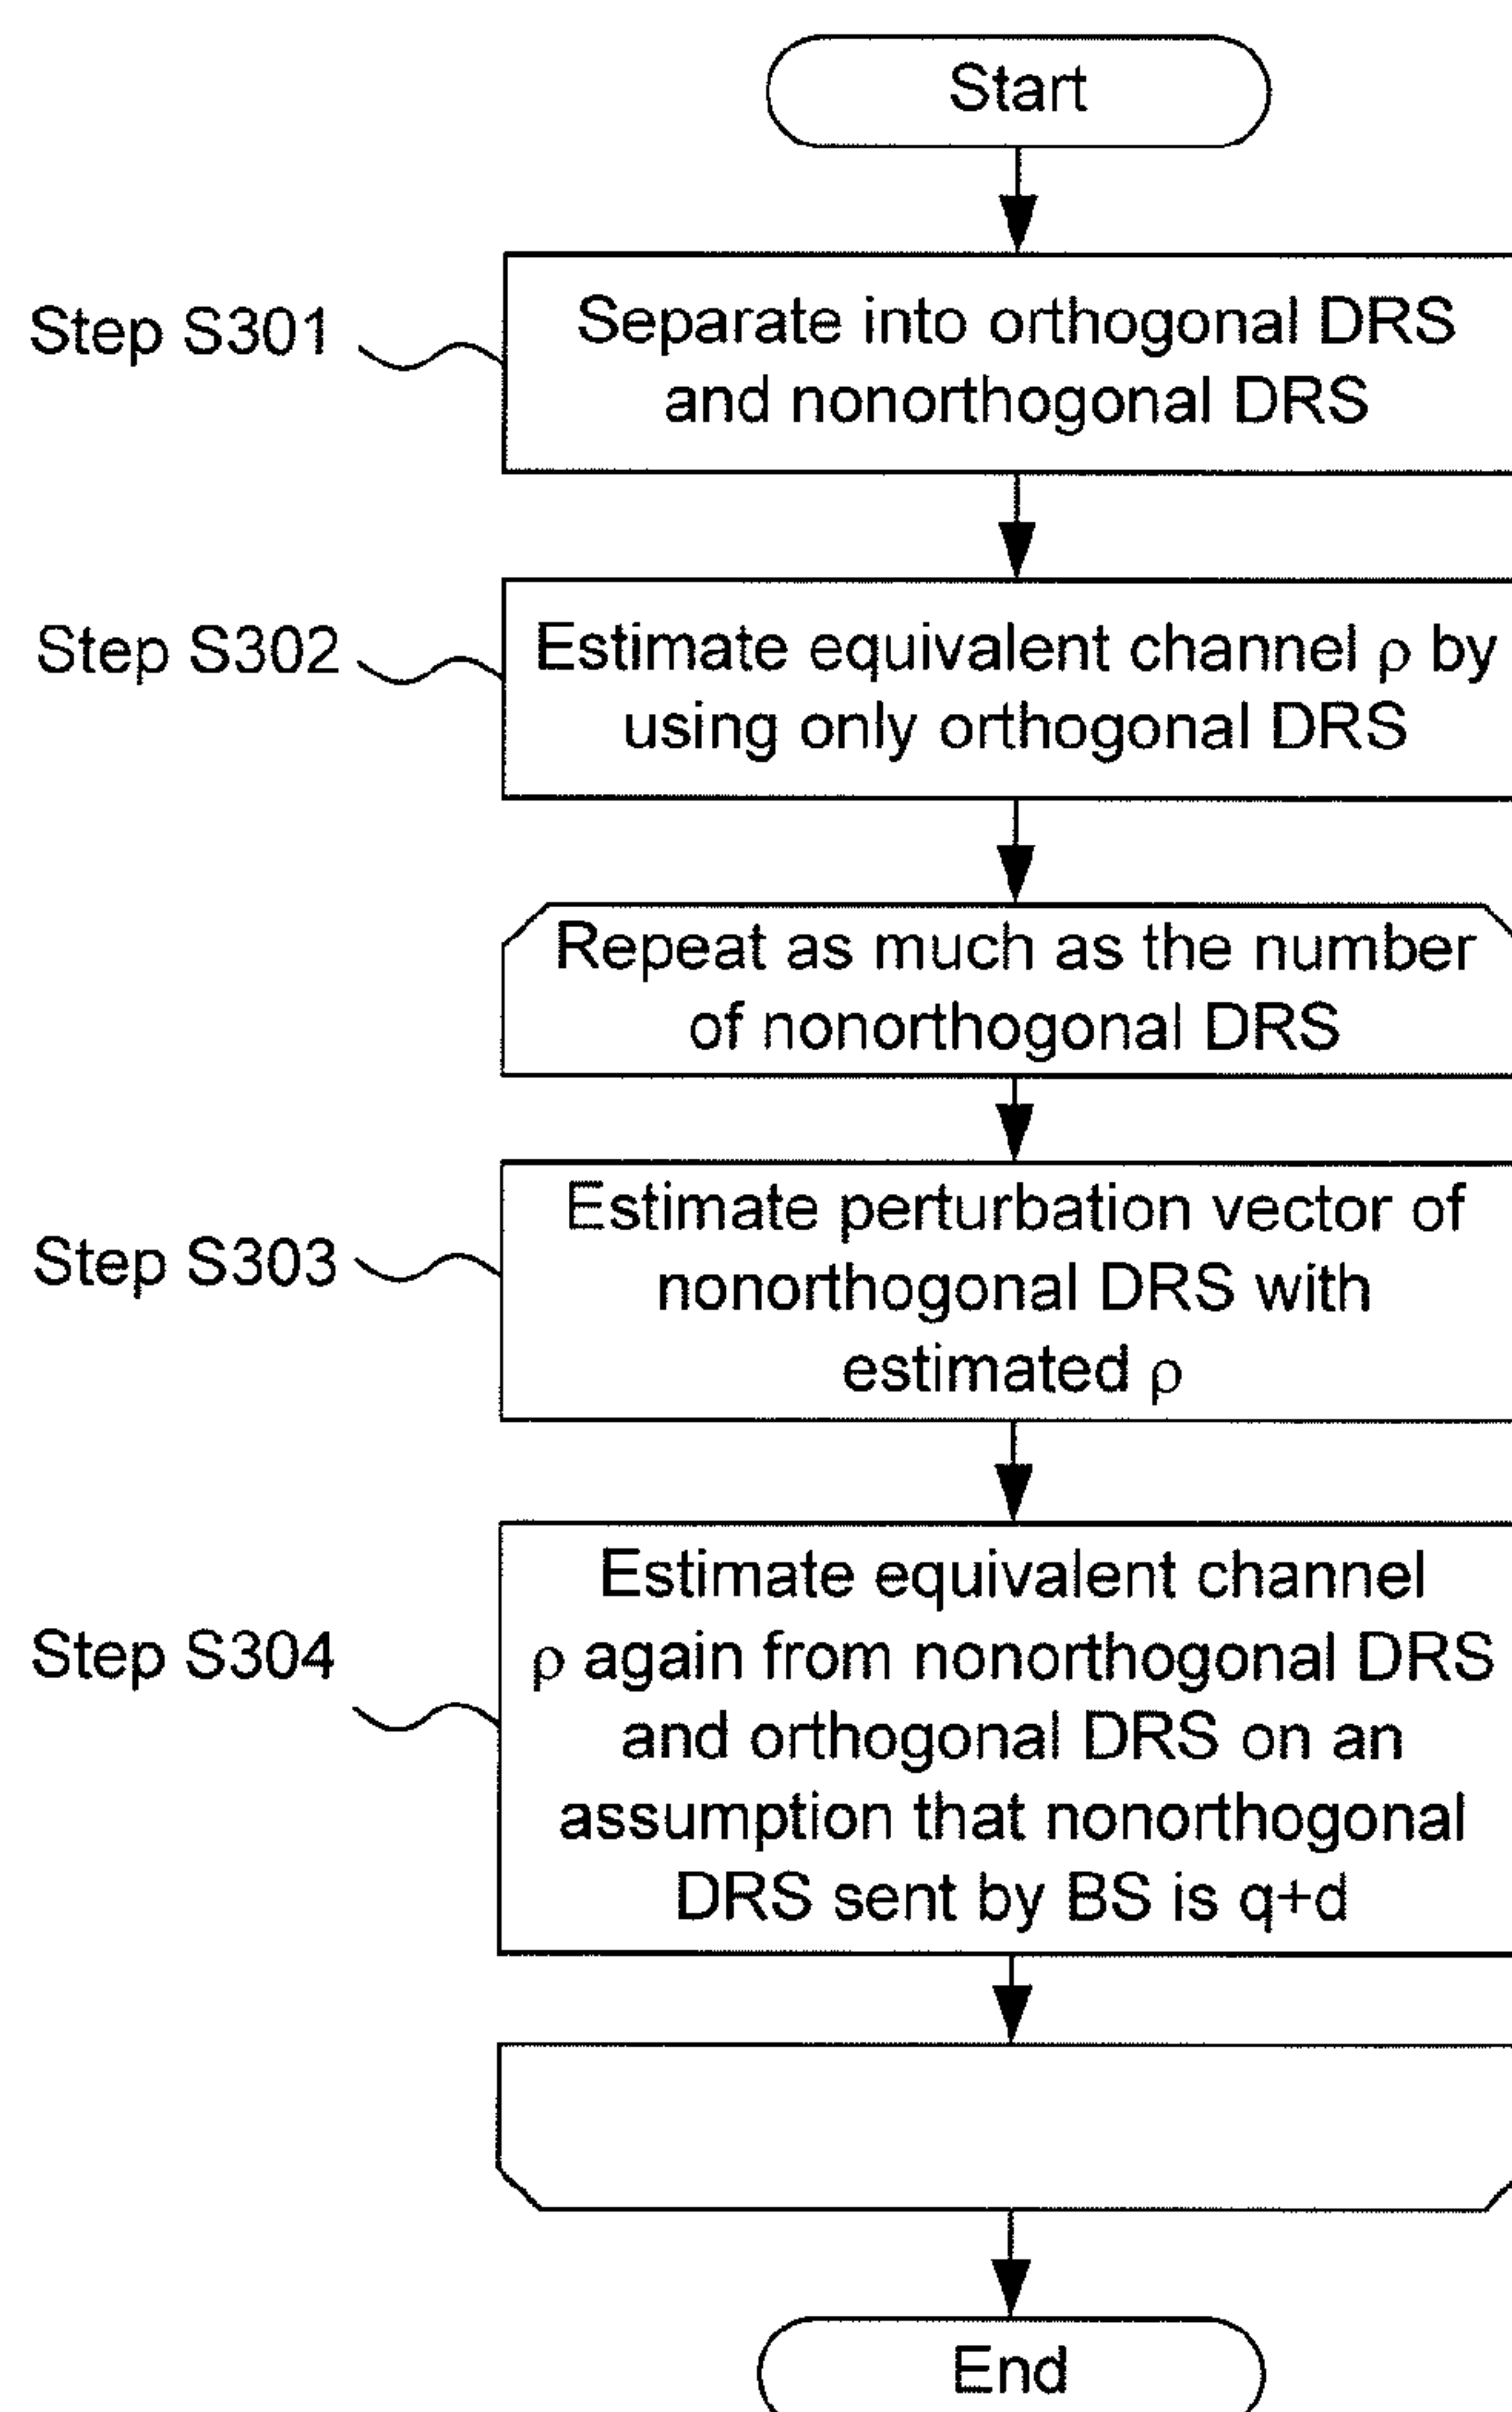 Start
Step S301
Separate into orthogonal DRS
and nonorthogonal DRS
Step S302
Estimate equivalent channel ρ by
using only orthogonal DRS
Repeat as much as the number
of nonorthogonal DRS
Step S303
Estimate perturbation vector of
nonorthogonal DRS with
estimated ρ
Step S304
Estimate equivalent channel
ρ again from nonorthogonal DRS
and orthogonal DRS on an
assumption that nonorthogonal
DRS sent by BS is q+d
End